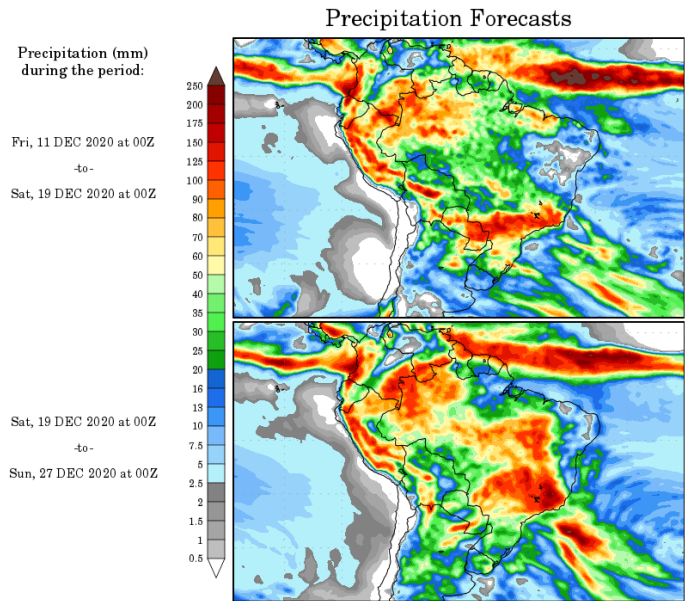 Precipitation Forecasts
Precipitation (mm)
during the period:
Fri, 11 DEC 2020 at 00Z
-to-
Sat, 19 DEC 2020 at 00Z
Sat, 19 DEC 2020 at 00Z
-to-
Sun, 27 DEC 2020 at 00Z
250
200
175
150
125
100
90
80
70
60
50
40
35
30
25
20
16
13
10
7.5
5
2.5
2
1.5
1
0.5